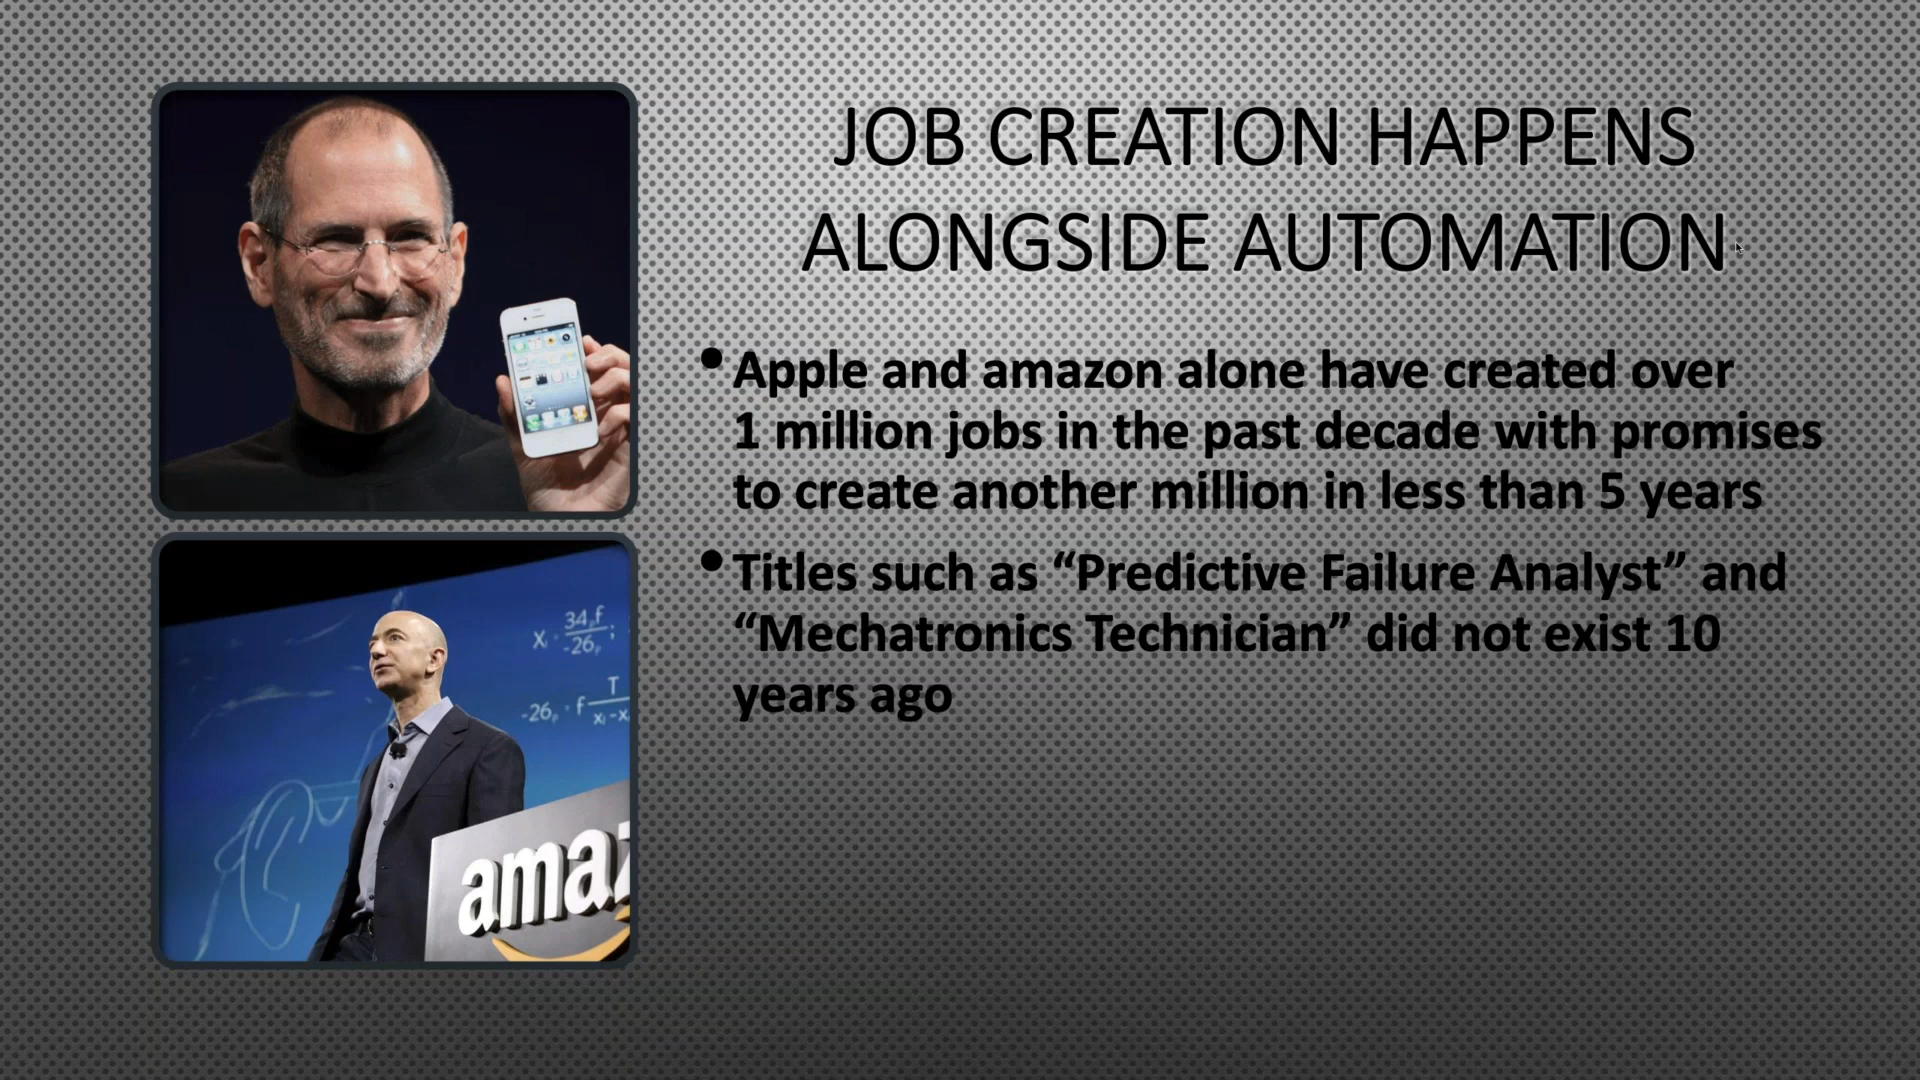 JOB CREATION HAPPENS
ALONGSIDE AUTOMATION
• Apple and amazon alone have created over
1 million jobs in the past decade with promises
to create another million in less than 5 years
• Titles such as “Predictive Failure Analyst” and
“Mechatronics Technician” did not exist 10
years ago
amaz